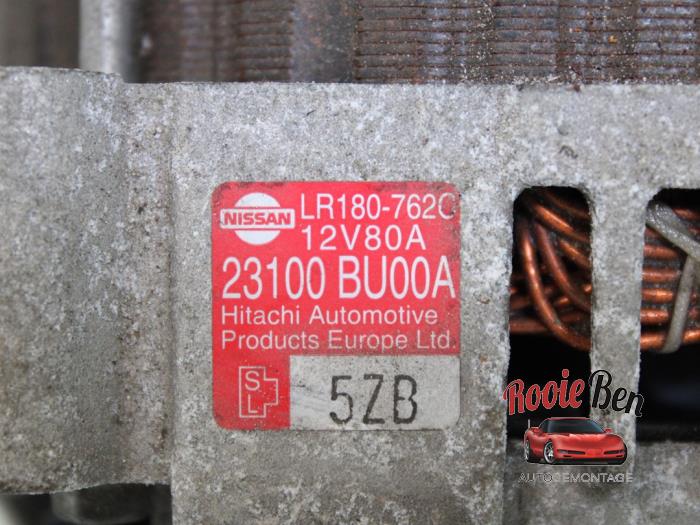 NISSAN
LR180-762C
12V80A
23100 BU00A
Hitachi Automotive
Products Europe Ltd.
S
L
5ZB
Rooie Ben
AUTODEMONTAGE